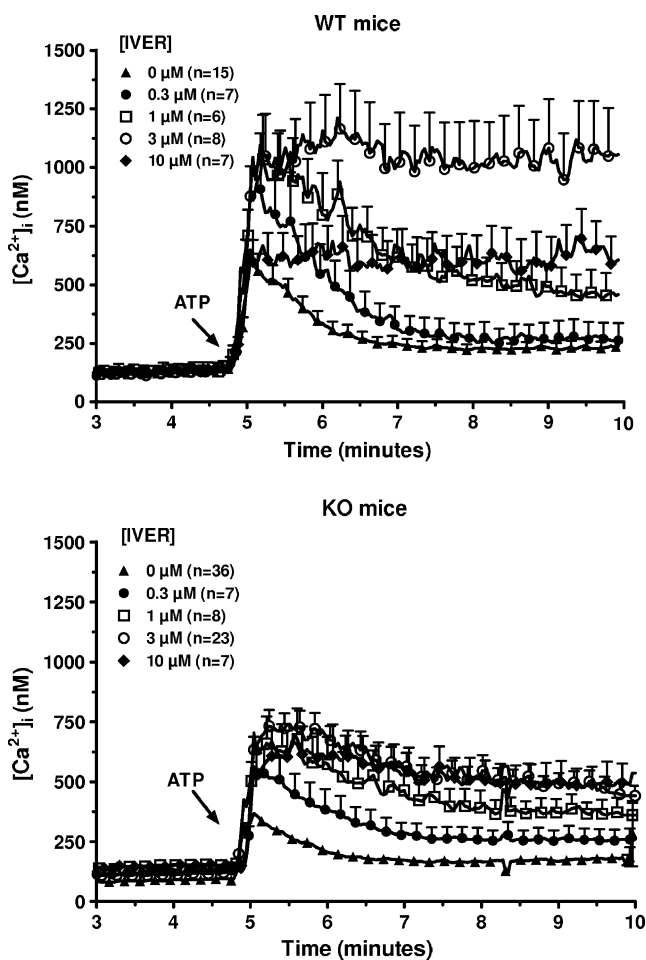 WT mice
[IVER]
0 µM (n=15)
0.3 µM (n=7)
1 µM (n=6)
3 µM (n=8)
10 µM (n=7)
1500
1250
1000
750
500
250
0
[Ca2+]i (nM)
ATP
3 4 5 6 7 8 9 10
Time (minutes)
KO mice
[IVER]
0 µM (n=36)
0.3 µM (n=7)
1 µM (n=8)
3 µM (n=23)
10 µM (n=7)
1500
1250
1000
750
500
250
0
[Ca2+]i (nM)
ATP
3 4 5 6 7 8 9 10
Time (minutes)